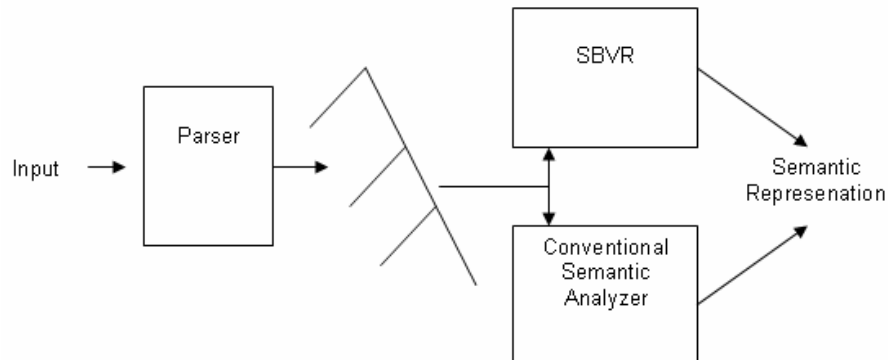 Input
Parser
SBVR
Conventional
Semantic
Analyzer
Semantic
Represenation